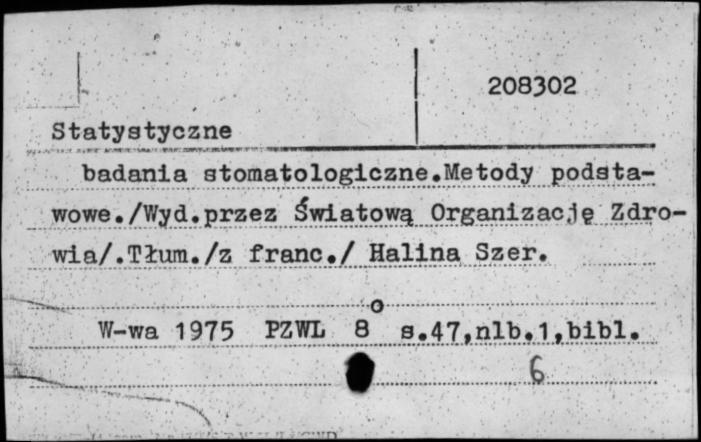 208302
Statystyczne
badania stomatologiczne.Metody podsta-
wowe./Wyd.przez Światową Organizację Zdro-
wia/.Tłum./z franc./ Halina Szer.
W-wa 1975 PZWL 8° s.47,nlb.1,bibl.
6